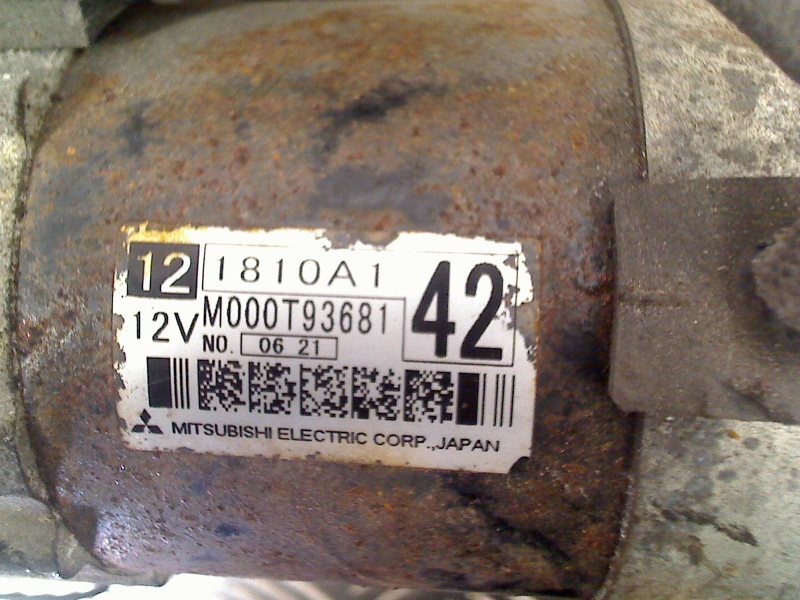 12 1810A1 42
12V M000T93681
NO. 06 21
MITSUBISHI ELECTRIC CORP.,JAPAN